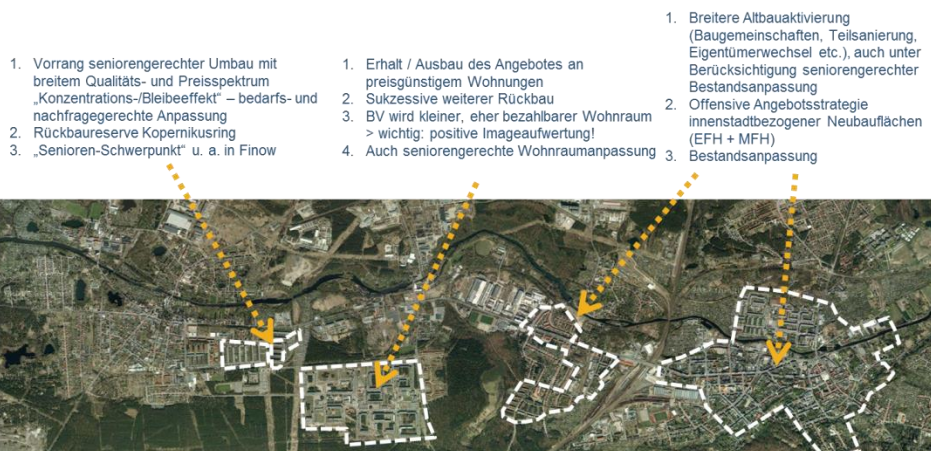 1. Vorrang seniorengerechter Umbau mit
breitem Qualitäts- und Preisspektrum
„Konzentrations-/Bleibeeffekt“ – bedarfs- und
nachfragegerechte Anpassung
2. Rückbaureserve Kopernikusring
3. „Senioren-Schwerpunkt“ u. a. in Finow
1. Erhalt / Ausbau des Angebotes an
preisgünstigem Wohnungen
2. Sukzessive weiterer Rückbau
3. BV wird kleiner, eher bezahlbarer Wohnraum
> wichtig: positive Imageaufwertung!
4. Auch seniorengerechte Wohnraumanpassung
1. Breitere Altbauaktivierung
(Baugemeinschaften, Teilsanierung,
Eigentümerwechsel etc.), auch unter
Berücksichtigung seniorengerechter
Bestandsanpassung
2. Offensive Angebotsstrategie
innenstadtbezogener Neubauflächen
(EFH + MFH)
3. Bestandsanpassung